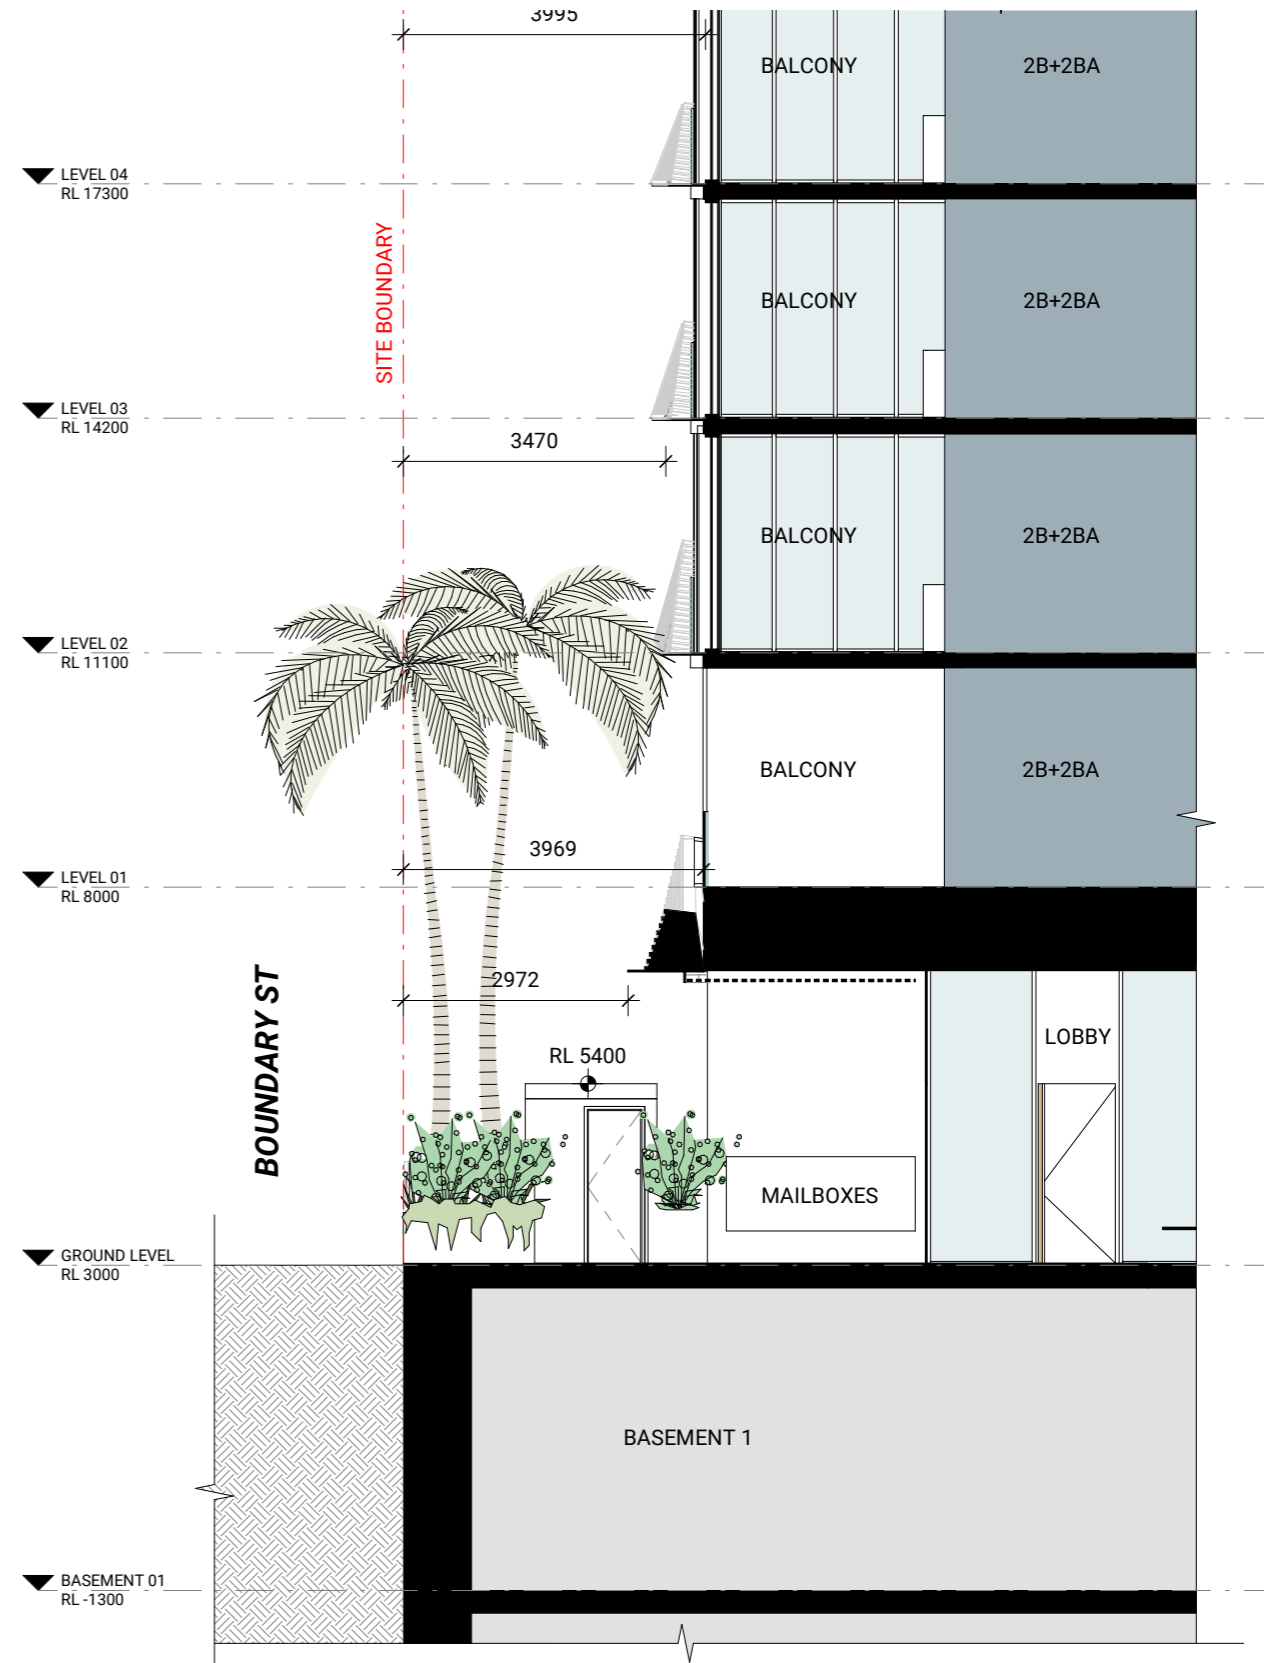 3995
BALCONY 2B+2BA
LEVEL 04
RL 17300
SITE BOUNDARY
BALCONY 2B+2BA
LEVEL 03
RL 14200
3470
BALCONY 2B+2BA
LEVEL 02
RL 11100
BALCONY 2B+2BA
3969
LEVEL 01
RL 8000
2972
BOUNDARY ST
LOBBY
RL 5400
MAILBOXES
GROUND LEVEL
RL 3000
BASEMENT 1
BASEMENT 01
RL -1300